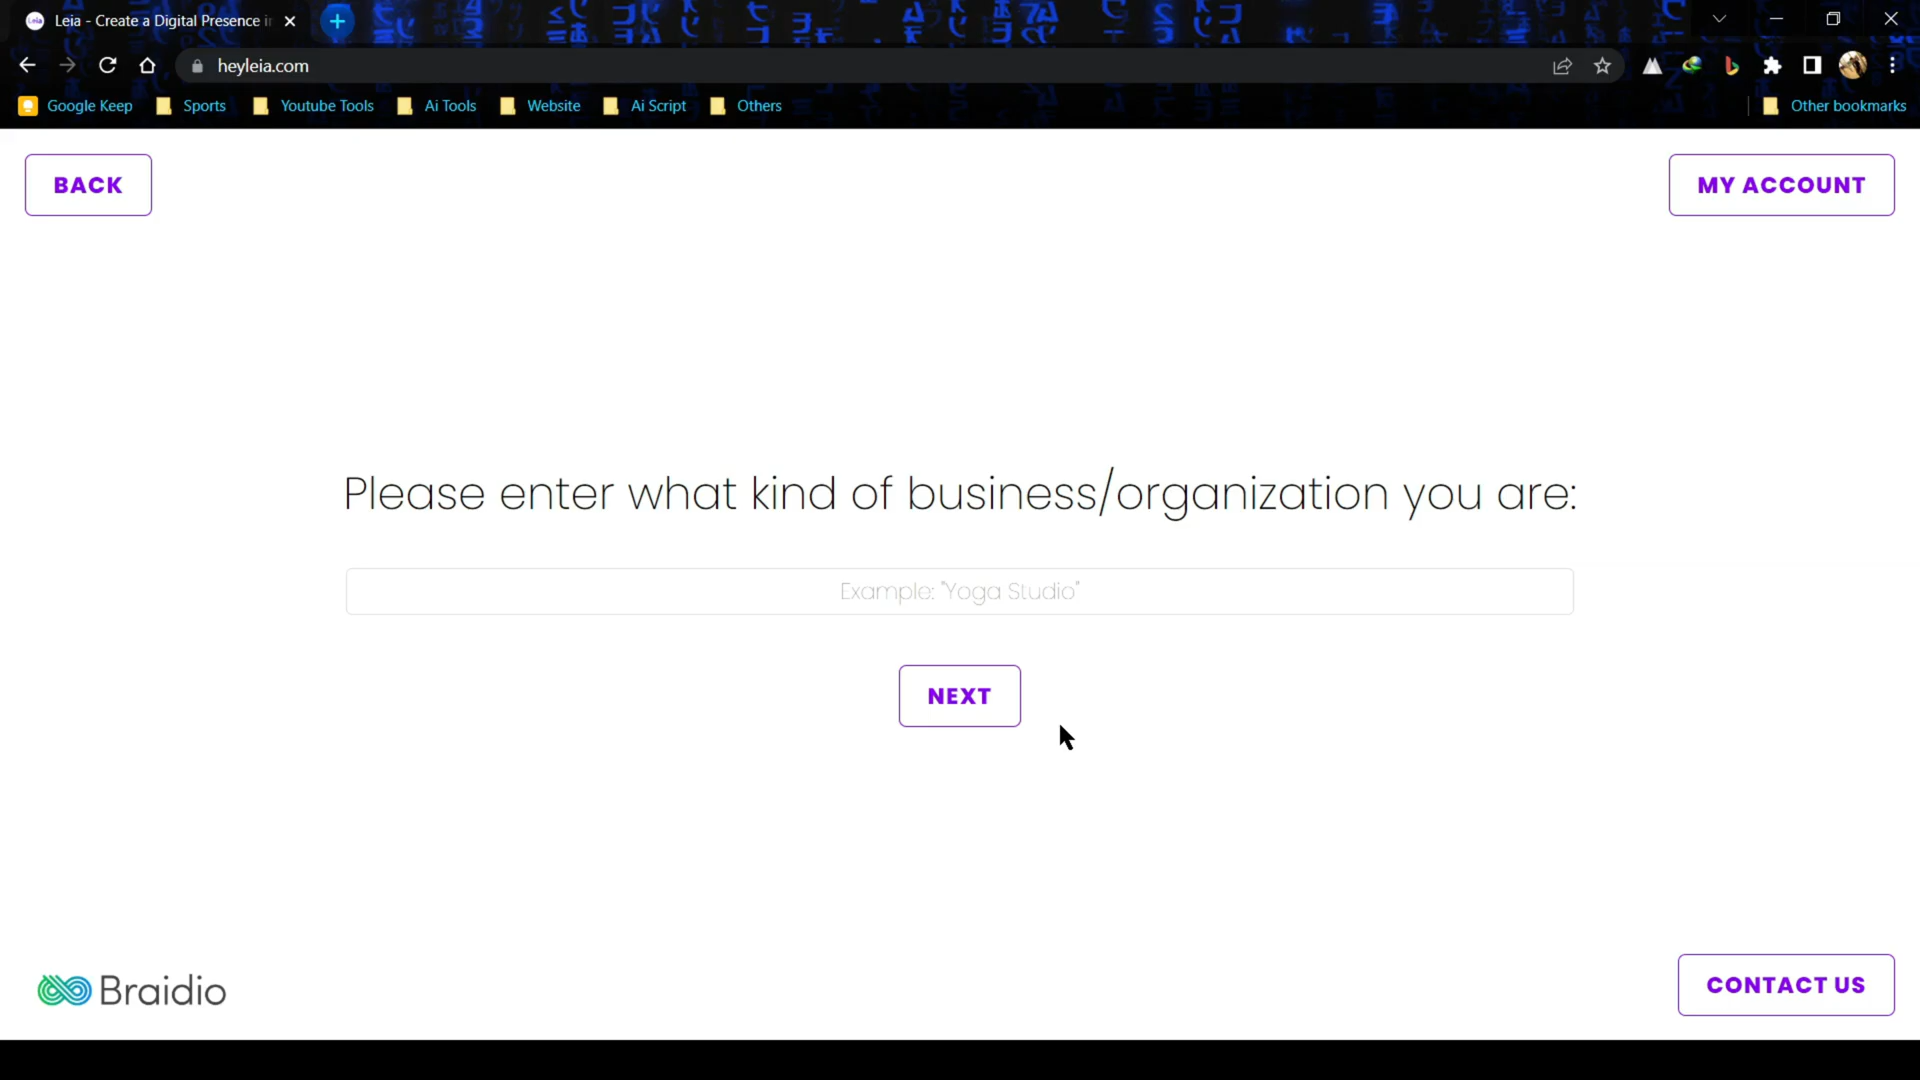 Leia - Create a Digital Presence in
heyleia.com
Google Keep Sports Youtube Tools Ai Tools Website Ai Script Others Other bookmarks
BACK
MY ACCOUNT
Please enter what kind of business/organization you are:
Example: "Yoga Studio"
NEXT
Braidio
CONTACT US